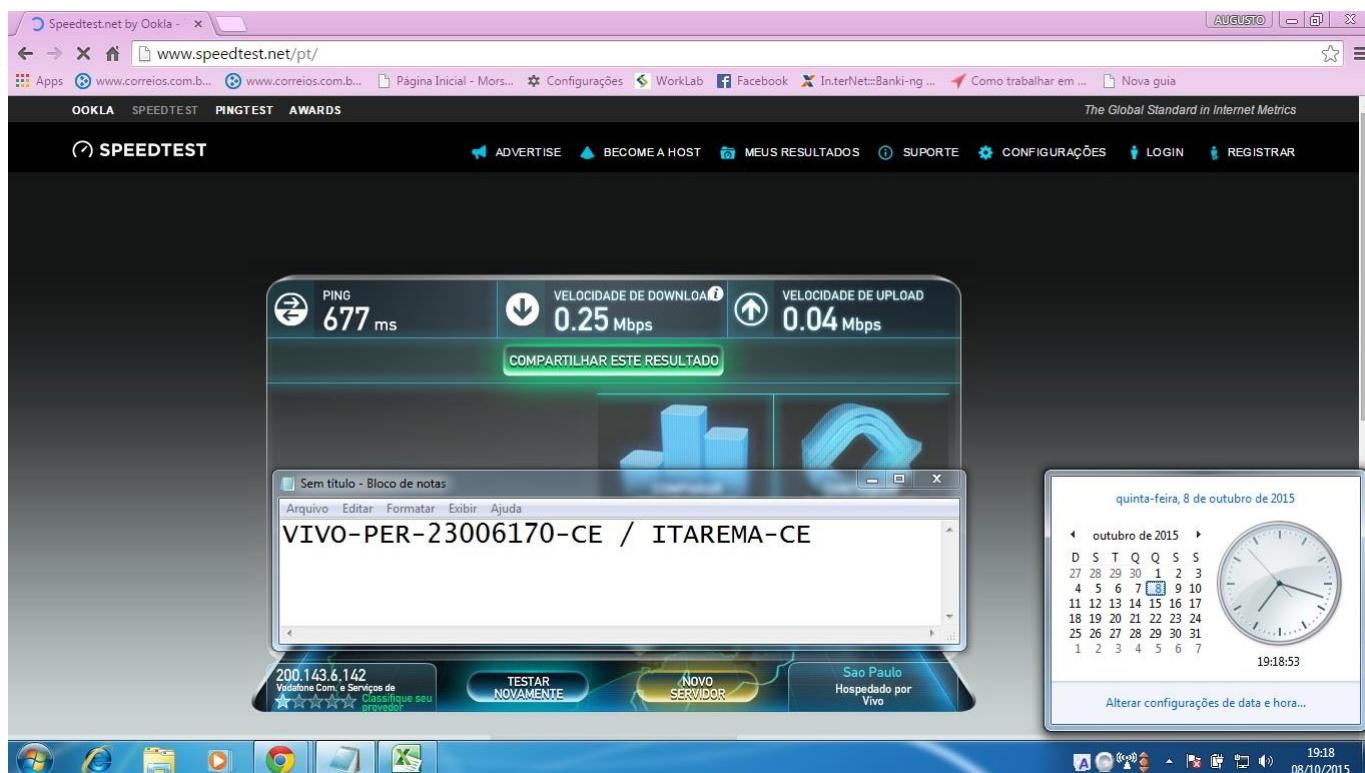 Speedtest.net by Ookla -
AUGUSTO
www.speedtest.net/pt/
Apps www.correios.com.b... www.correios.com.b... Página Inicial - Mors... Configurações WorkLab Facebook In.terNet:::Banki-ng ... Como trabalhar em ... Nova guia
OOKLA SPEEDTEST PINGTEST AWARDS The Global Standard in Internet Metrics
SPEEDTEST ADVERTISE BECOME A HOST MEUS RESULTADOS SUPORTE CONFIGURAÇÕES LOGIN REGISTRAR
PING VELOCIDADE DE DOWNLOAD VELOCIDADE DE UPLOAD
677 ms 0.25 Mbps 0.04 Mbps
COMPARTILHAR ESTE RESULTADO
Sem título - Bloco de notas
Arquivo Editar Formatar Exibir Ajuda
VIVO-PER-23006170-CE / ITAREMA-CE
quinta-feira, 8 de outubro de 2015
outubro de 2015
D S T Q Q S S
27 28 29 30 1 2 3
4 5 6 7 8 9 10
11 12 13 14 15 16 17
18 19 20 21 22 23 24
25 26 27 28 29 30 31
1 2 3 4 5 6 7
19:18:53
Alterar configurações de data e hora...
200.143.6.142
Vodafone Com. e Serviços de
Classifique seu
provedor
TESTAR
NOVAMENTE
NOVO
SERVIDOR
Sao Paulo
Hospedado por
Vivo
19:18
08/10/2015